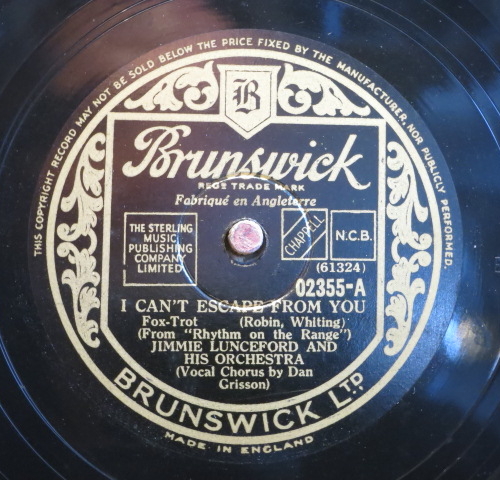 THIS COPYRIGHT RECORD MAY NOT BE SOLD BELOW THE PRICE FIXED BY THE MANUFACTURER, NOR PUBLICLY PERFORMED.
B
Brunswick
REGD TRADE MARK
Fabriqué en Angleterre
THE STERLING
MUSIC
PUBLISHING
COMPANY
LIMITED
CHAPPELL
N.C.B.
(61324)
02355-A
I CAN'T ESCAPE FROM YOU
Fox-Trot (Robin, Whiting)
(From "Rhythm on the Range")
JIMMIE LUNCEFORD AND
HIS ORCHESTRA
(Vocal Chorus by Dan
Grisson)
BRUNSWICK LTD.
MADE IN ENGLAND